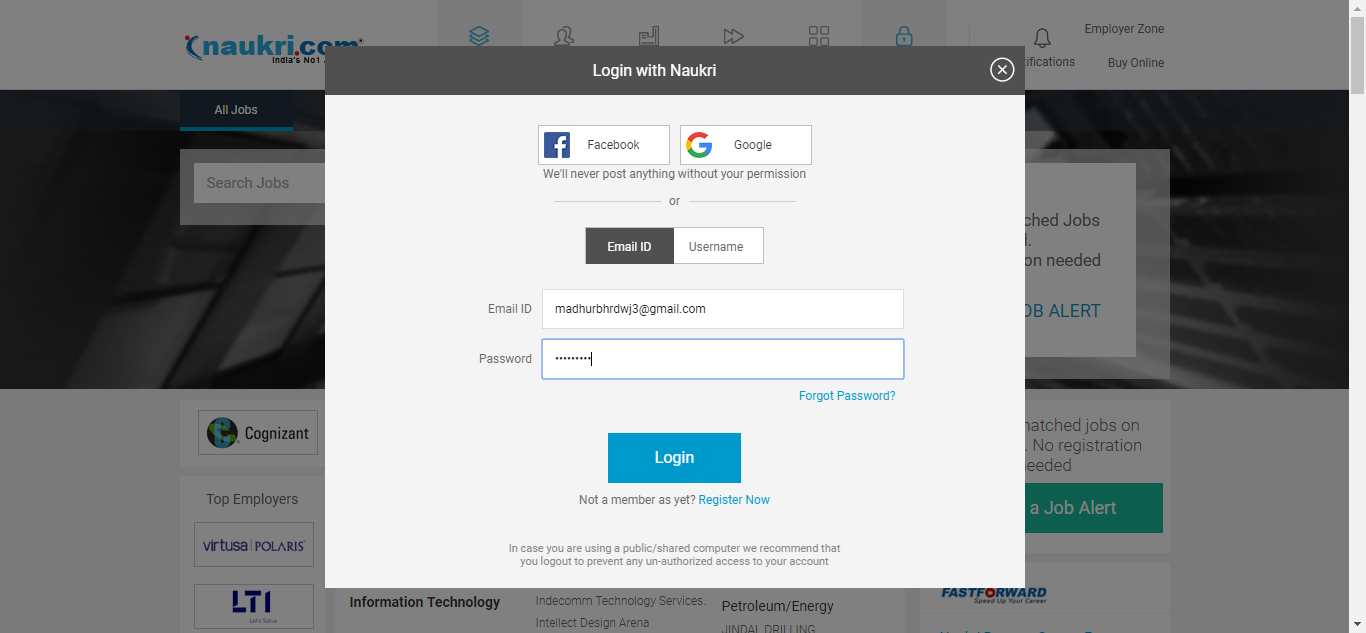 naukri.com
India's No1
Employer Zone
Buy Online
Login with Naukri
All Jobs
Search Jobs
Facebook
Google
We'll never post anything without your permission
or
Email ID
Username
Email ID
madhurbhrdwj3@gmail.com
Password
•••••••••
Forgot Password?
Login
Not a member as yet? Register Now
In case you are using a public/shared computer we recommend that
you logout to prevent any un-authorized access to your account
Jobs
on needed
ALERT
Cognizant
Top Employers
virtusa POLARIS
LTI
Let's Solve
jobs on
. No registration
a Job Alert
Information Technology
Indecomm Technology Services.
Intellect Design Arena
Petroleum/Energy
JINDAL DRILLING
FASTFORWARD
Speed Up Your Career